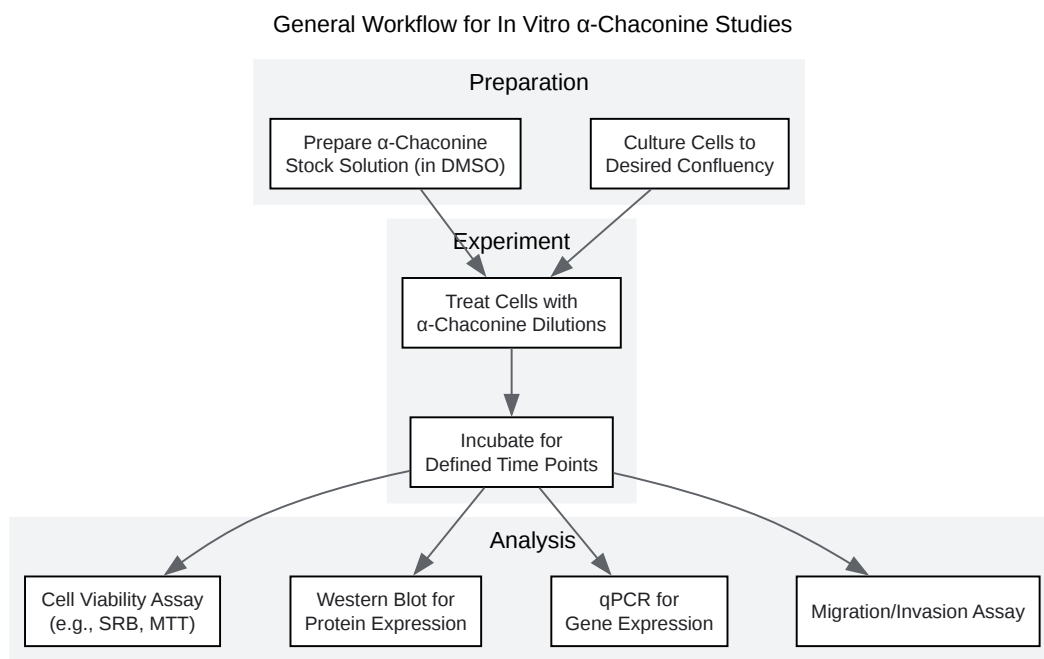 General Workflow for In Vitro α-Chaconine Studies
Preparation
Prepare α-Chaconine
Stock Solution (in DMSO)
Culture Cells to
Desired Confluency
Experiment
Treat Cells with
α-Chaconine Dilutions
Incubate for
Defined Time Points
Analysis
Cell Viability Assay
(e.g., SRB, MTT)
Western Blot for
Protein Expression
qPCR for
Gene Expression
Migration/Invasion Assay